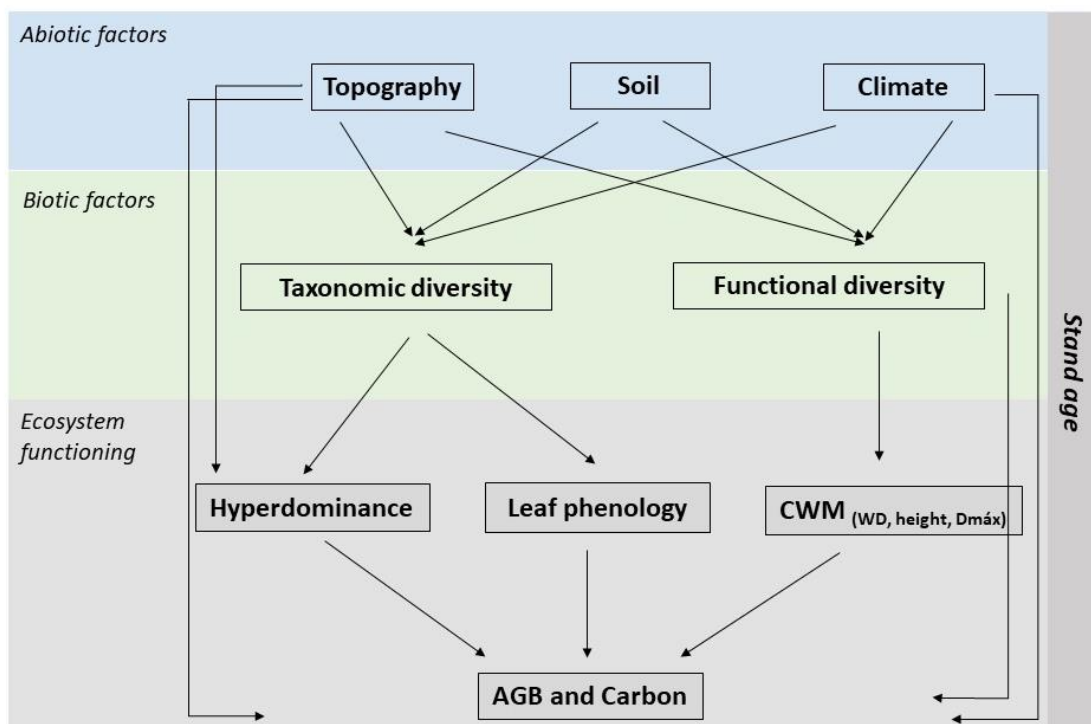 Abiotic factors
Topography
Soil
Climate
Biotic factors
Taxonomic diversity
Functional diversity
Stand age
Ecosystem
functioning
Hyperdominance
Leaf phenology
CWM (WD, height, Dmáx)
AGB and Carbon